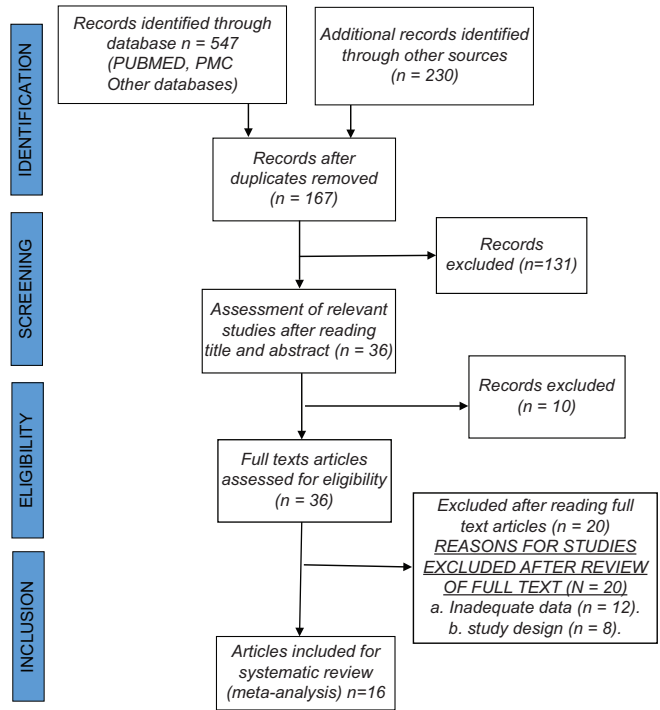 IDENTIFICATION
Records identified through
database n = 547
(PUBMED, PMC
Other databases)
Additional records identified
through other sources
(n = 230)
Records after
duplicates removed
(n = 167)
SCREENING
Records
excluded (n=131)
Assessment of relevant
studies after reading
title and abstract (n = 36)
Records excluded
(n = 10)
ELIGIBILITY
Full texts articles
assessed for eligibility
(n = 36)
Excluded after reading full
text articles (n = 20)
REASONS FOR STUDIES
EXCLUDED AFTER REVIEW
OF FULL TEXT (N = 20)
a. Inadequate data (n = 12).
b. study design (n = 8).
INCLUSION
Articles included for
systematic review
(meta-analysis) n=16